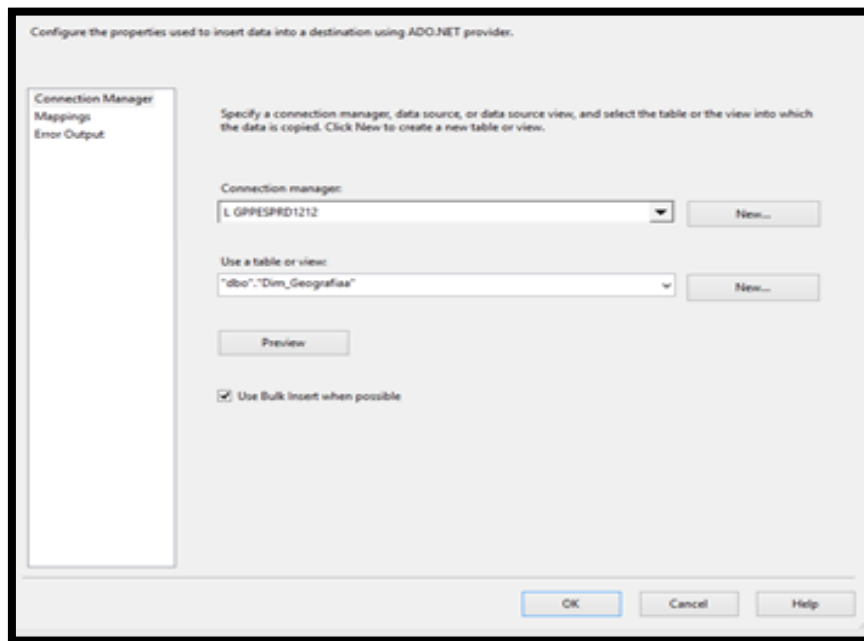 Configure the properties used to insert data into a destination using ADO.NET provider.
Connection Manager
Mappings
Error Output
Specify a connection manager, data source, or data source view, and select the table or the view into which
the data is copied. Click New to create a new table or view.
Connection manager:
L GPPESPRD1212
New...
Use a table or view:
"dbo"."Dim_Geografiaa"
New...
Preview
Use Bulk Insert when possible
OK
Cancel
Help